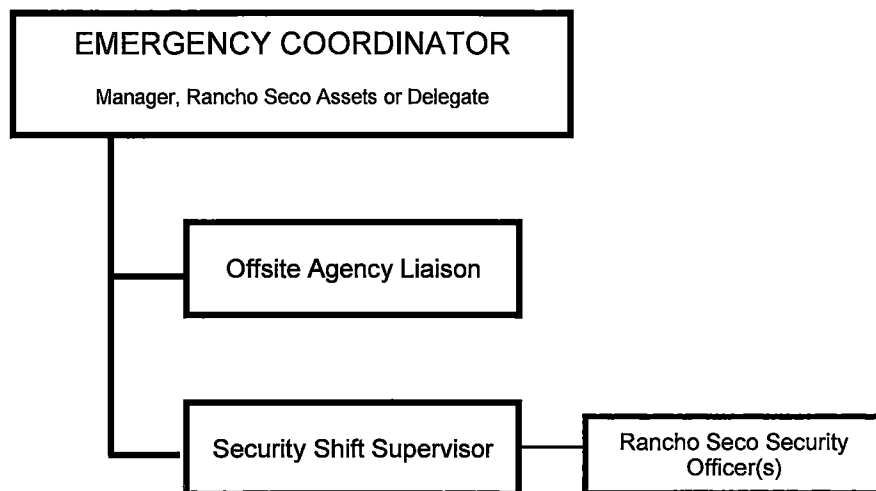 EMERGENCY COORDINATOR
Manager, Rancho Seco Assets or Delegate
Offsite Agency Liaison
Security Shift Supervisor
Rancho Seco Security
Officer(s)